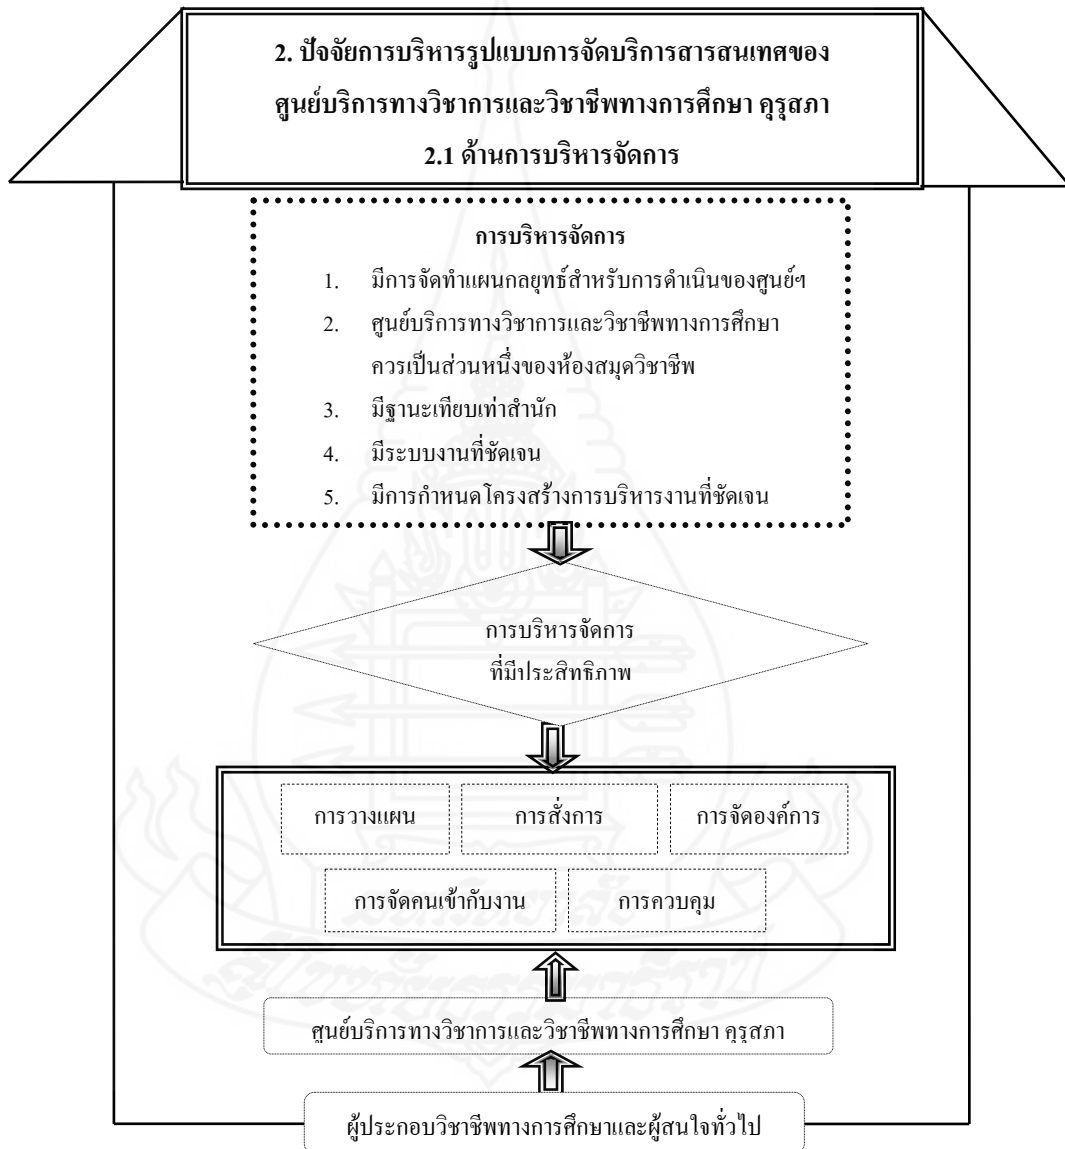 2. ปัจจัยการบริหารรูปแบบการจัดบริการสารสนเทศของ
ศูนย์บริการทางวิชาการและวิชาชีพทางการศึกษา คุรุสภา
2.1 ด้านการบริหารจัดการ
การบริหารจัดการ
1. มีการจัดทำแผนกลยุทธ์สำหรับการดำเนินของศูนย์ฯ
2. ศูนย์บริการทางวิชาการและวิชาชีพทางการศึกษา
ควรเป็นส่วนหนึ่งของห้องสมุดวิชาชีพ
3. มีฐานะเทียบเท่าสำนัก
4. มีระบบงานที่ชัดเจน
5. มีการกำหนดโครงสร้างการบริหารงานที่ชัดเจน
การบริหารจัดการ
ที่มีประสิทธิภาพ
การวางแผน การสั่งการ การจัดองค์การ
การจัดคนเข้ากับงาน การควบคุม
ศูนย์บริการทางวิชาการและวิชาชีพทางการศึกษา คุรุสภา
ผู้ประกอบวิชาชีพทางการศึกษาและผู้สนใจทั่วไป